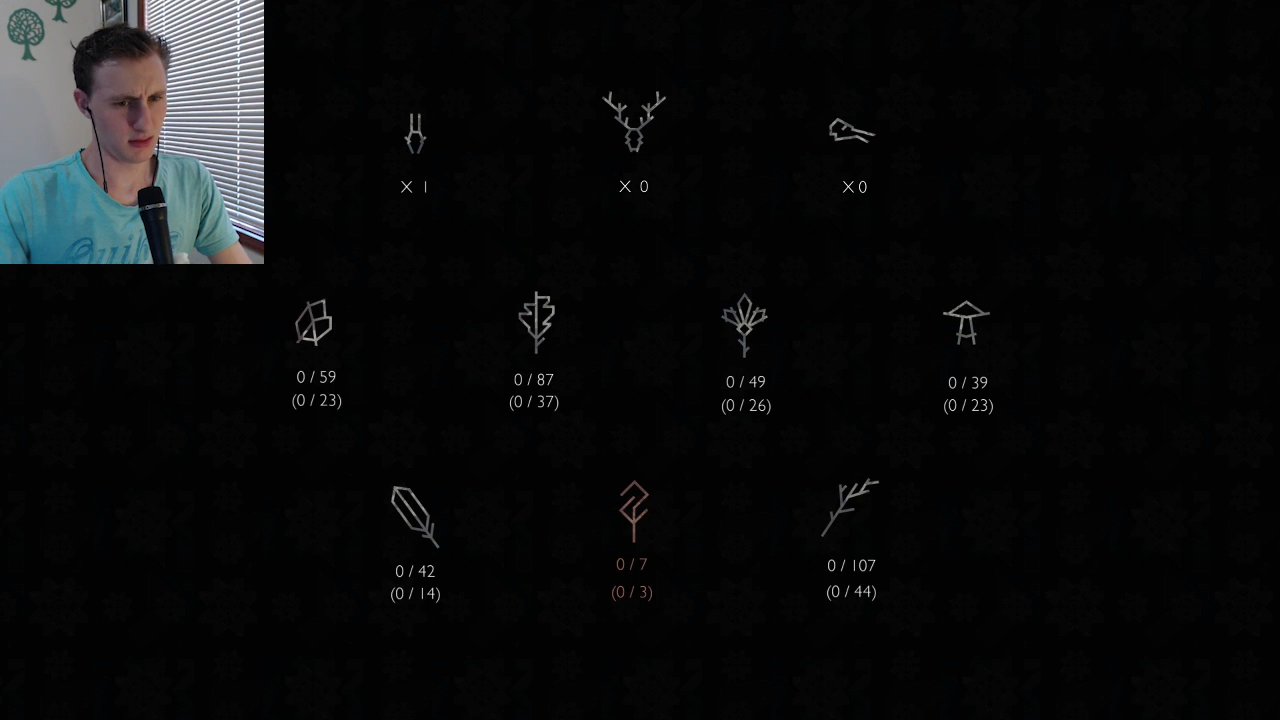 X 1
X 0
X 0
0 / 59
(0 / 23)
0 / 87
(0 / 37)
0 / 49
(0 / 26)
0 / 39
(0 / 23)
0 / 42
(0 / 14)
0 / 7
(0 / 3)
0 / 107
(0 / 44)